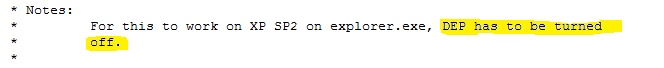 * Notes:
* For this to work on XP SP2 on explorer.exe, DEP has to be turned
* off.
*